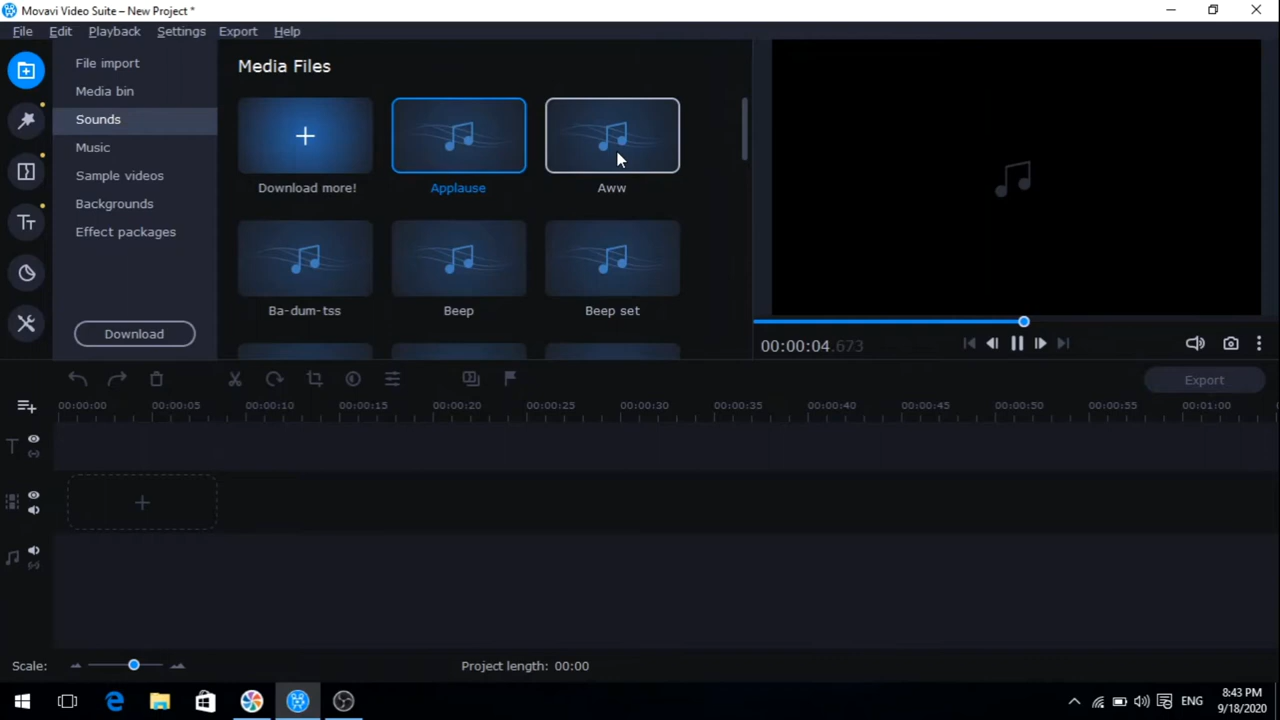 Movavi Video Suite – New Project *
File Edit Playback Settings Export Help
File import
Media bin
Sounds
Music
Sample videos
Backgrounds
Effect packages
Download
Media Files
Download more!
Applause
Aww
Ba-dum-tss
Beep
Beep set
00:00:04.673
Export
00:00:00 00:00:05 00:00:10 00:00:15 00:00:20 00:00:25 00:00:30 00:00:35 00:00:40 00:00:45 00:00:50 00:00:55 00:01:00
T
Scale:
Project length: 00:00
ENG
8:43 PM
9/18/2020